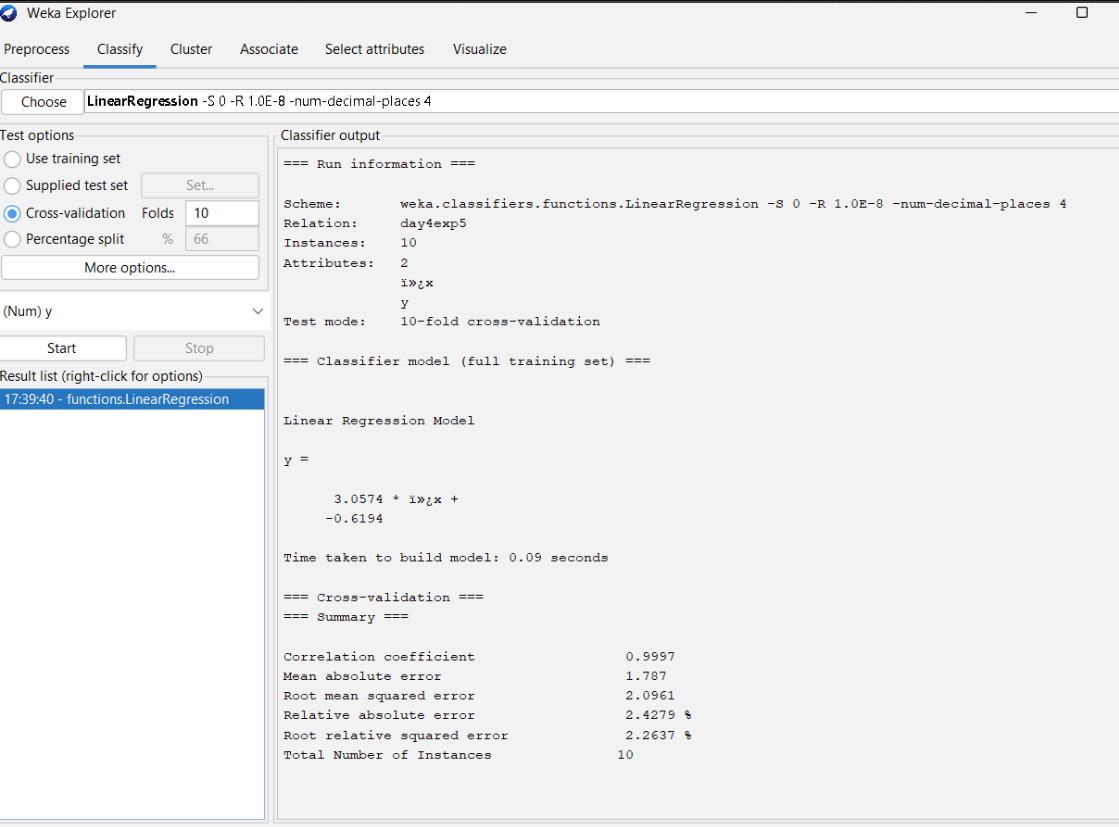 Weka Explorer
Preprocess Classify Cluster Associate Select attributes Visualize
Classifier
Choose LinearRegression -S 0 -R 1.0E-8 -num-decimal-places 4
Test options
Use training set
Supplied test set Set...
Cross-validation Folds 10
Percentage split % 66
More options...
(Num) y
Start Stop
Result list (right-click for options)
17:39:40 - functions.LinearRegression
Classifier output
=== Run information ===
Scheme: weka.classifiers.functions.LinearRegression -S 0 -R 1.0E-8 -num-decimal-places 4
Relation: day4exp5
Instances: 10
Attributes: 2
ï»¿x
y
Test mode: 10-fold cross-validation
=== Classifier model (full training set) ===
Linear Regression Model
y =
3.0574 * ï»¿x +
-0.6194
Time taken to build model: 0.09 seconds
=== Cross-validation ===
=== Summary ===
Correlation coefficient 0.9997
Mean absolute error 1.787
Root mean squared error 2.0961
Relative absolute error 2.4279 %
Root relative squared error 2.2637 %
Total Number of Instances 10